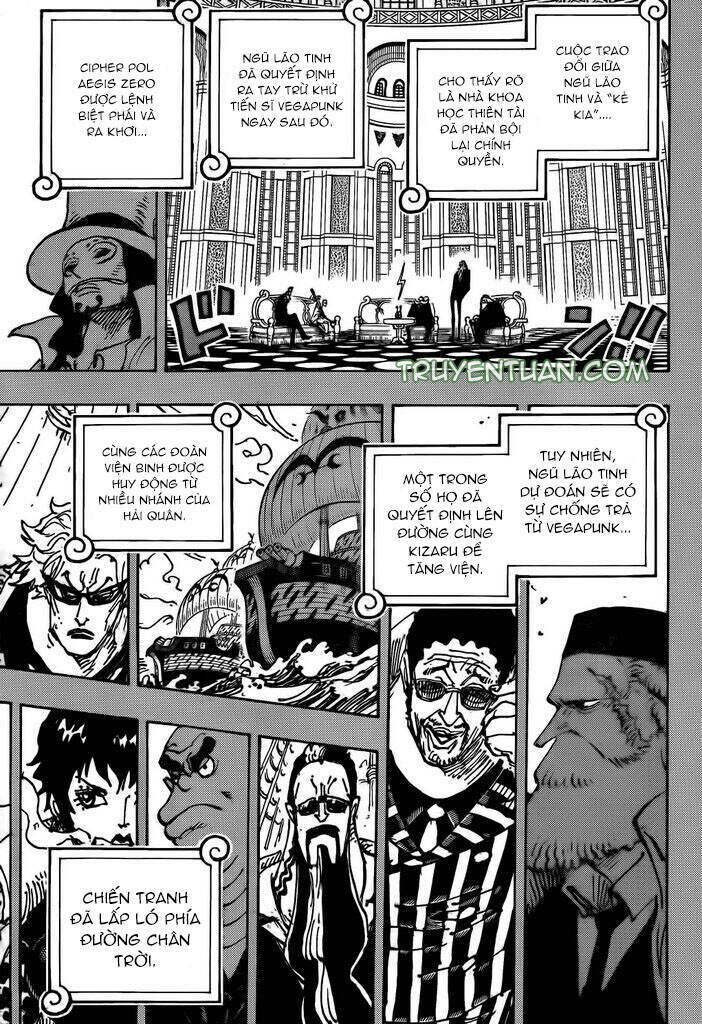 CUỘC TRAO
ĐỔI GIỮA
NGŨ LÃO
TINH VÀ "KẺ
KIA"....
CHO THẤY RÕ
LÀ NHÀ KHOA
HỌC THIÊN TÀI
ĐÃ PHẢN BỘI
LẠI CHÍNH
QUYỀN.
NGŨ LÃO TINH
ĐÃ QUYẾT ĐỊNH
RA TAY TRỪ KHỬ
TIẾN SĨ VEGAPUNK
NGAY SAU ĐÓ.
CIPHER POL
AEGIS ZERO
ĐƯỢC LỆNH
BIỆT PHÁI VÀ
RA KHƠI...
ドン!!
TRUYENTUAN.COM
TUY NHIÊN,
NGŨ LÃO TINH
DỰ ĐOÁN SẼ CÓ
SỰ CHỐNG TRẢ
TỪ VEGAPUNK...
MỘT TRONG
SỐ HỌ ĐÃ
QUYẾT ĐỊNH LÊN
ĐƯỜNG CÙNG
KIZARU ĐỂ
TĂNG VIỆN.
CÙNG CÁC ĐOÀN
VIỆN BINH ĐƯỢC
HUY ĐỘNG TỪ
NHIỀU NHÁNH CỦA
HẢI QUÂN.
CHIẾN TRANH
ĐÃ LẤP LÓ PHÍA
ĐƯỜNG CHÂN
TRỜI.